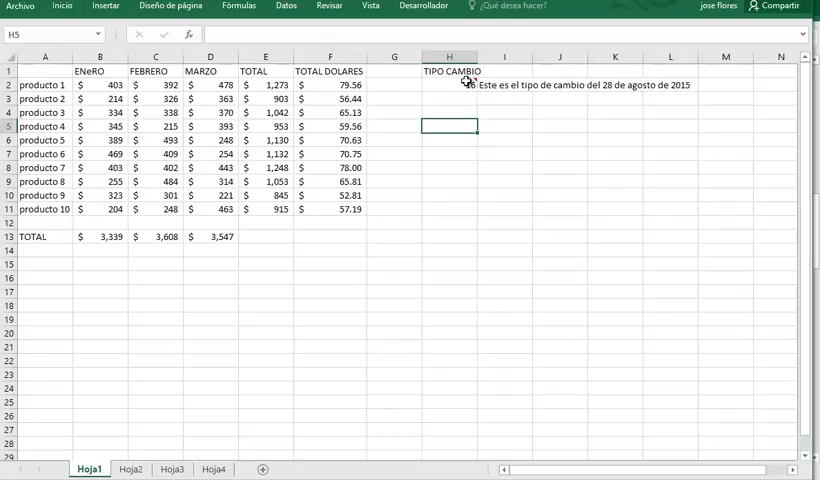 Archivo Inicio Insertar Diseño de página Fórmulas Datos Revisar Vista Desarrollador ¿Qué desea hacer? jose flores Compartir
H5 fx
A B C D E F G H I J K L M N
1 ENeRO FEBRERO MARZO TOTAL TOTAL DOLARES TIPO CAMBIO
2 producto 1 $ 403 $ 392 $ 478 $ 1,273 $ 79.56 16 Este es el tipo de cambio del 28 de agosto de 2015
3 producto 2 $ 214 $ 326 $ 363 $ 903 $ 56.44
4 producto 3 $ 334 $ 338 $ 370 $ 1,042 $ 65.13
5 producto 4 $ 345 $ 215 $ 393 $ 953 $ 59.56
6 producto 5 $ 389 $ 493 $ 248 $ 1,130 $ 70.63
7 producto 6 $ 469 $ 409 $ 254 $ 1,132 $ 70.75
8 producto 7 $ 403 $ 402 $ 443 $ 1,248 $ 78.00
9 producto 8 $ 255 $ 484 $ 314 $ 1,053 $ 65.81
10 producto 9 $ 323 $ 301 $ 221 $ 845 $ 52.81
11 producto 10 $ 204 $ 248 $ 463 $ 915 $ 57.19
12
13 TOTAL $ 3,339 $ 3,608 $ 3,547
14
15
16
17
18
19
20
21
22
23
24
25
26
27
28
29
Hoja1 Hoja2 Hoja3 Hoja4